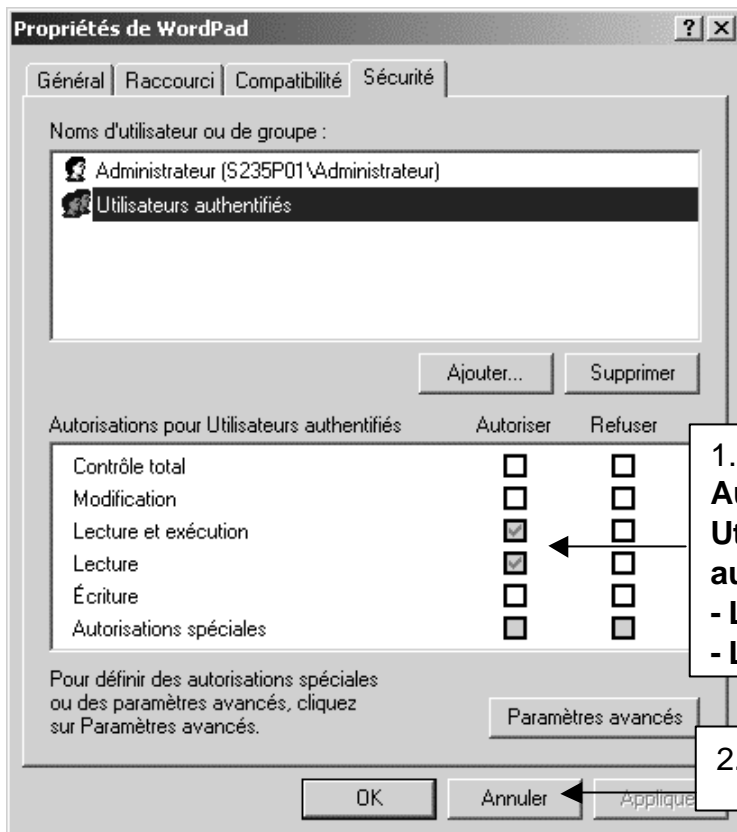 Propriétés de WordPad
Général Raccourci Compatibilité Sécurité
Noms d'utilisateur ou de groupe :
Administrateur (S235P01\Administrateur)
Utilisateurs authentifiés
Ajouter... Supprimer
Autorisations pour Utilisateurs authentifiés Autoriser Refuser
Contrôle total
Modification
Lecture et exécution
Lecture
Écriture
Autorisations spéciales
1.
- L
- L
Pour définir des autorisations spéciales
ou des paramètres avancés, cliquez
sur Paramètres avancés.
Paramètres avancés
2.
OK Annuler